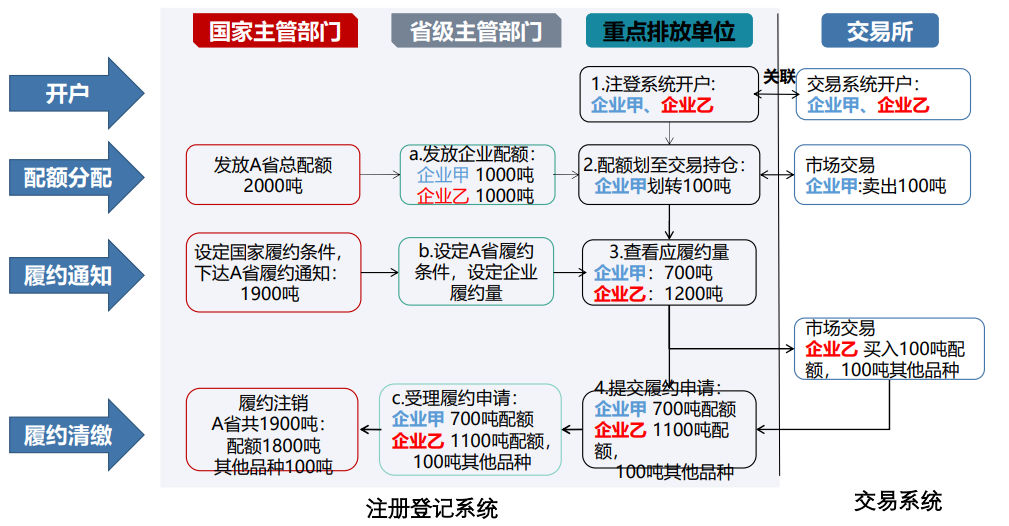 国家主管部门
省级主管部门
重点排放单位
交易所
开户
1.注登系统开户：
企业甲、企业乙
关联
交易系统开户：
企业甲、企业乙
配额分配
发放A省总配额
2000吨
a.发放企业配额：
企业甲 1000吨
企业乙 1000吨
2.配额划至交易持仓：
企业甲划转100吨
市场交易
企业甲:卖出100吨
履约通知
设定国家履约条件，
下达A省履约通知：
1900吨
b.设定A省履约
条件，设定企业
履约量
3.查看应履约量
企业甲：700吨
企业乙：1200吨
市场交易
企业乙 买入100吨配
额，100吨其他品种
履约清缴
履约注销
A省共1900吨：
配额1800吨
其他品种100吨
c.受理履约申请：
企业甲 700吨配额
企业乙 1100吨配额，
100吨其他品种
4.提交履约申请：
企业甲 700吨配额
企业乙 1100吨配
额，
100吨其他品种
注册登记系统
交易系统